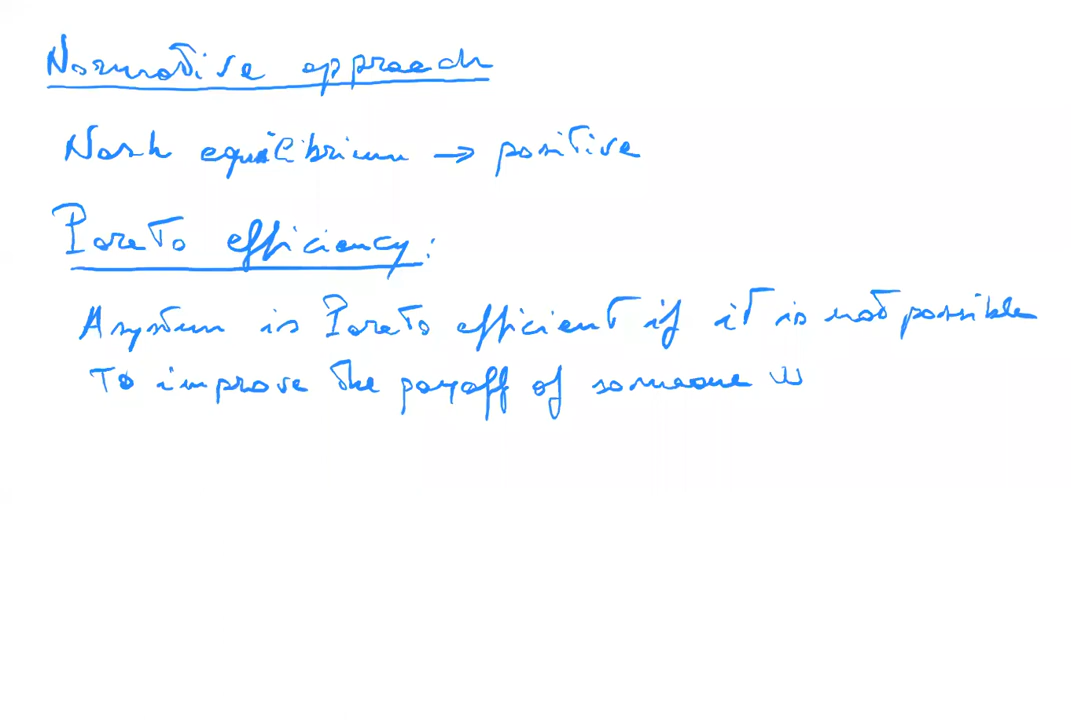 Normative approach
Nash equilibrium → positive
Pareto efficiency:
A system is Pareto efficient if it is not possible
To improve the payoff of someone w